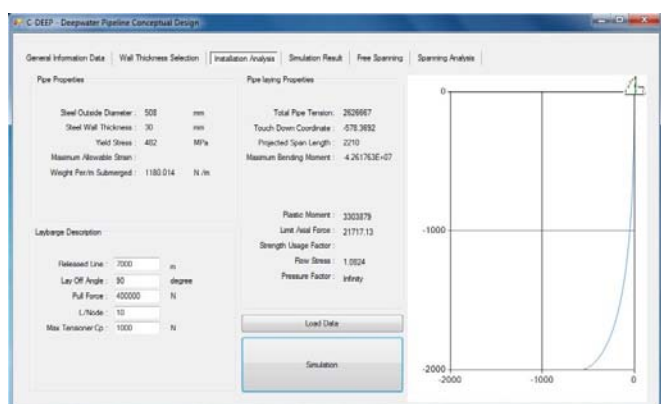 C-DEEP - Deepwater Pipeline Conceptual Design
General Information Data Wall Thickness Selection Installation Analysis Simulation Result Free Spanning Spanning Analysis
Pipe Properties
Steel Outside Diameter : 508 mm
Steel Wall Thickness : 30 mm
Yield Stress : 482 MPa
Maximum Allowable Strain :
Weight Per/m Submerged : 1180.014 N /m
Laybarge Description
Released Line : 7000 m
Lay Off Angle : 90 degree
Pull Force : 400000 N
L/Node : 10
Max Tensioner Cp : 1000 N
Pipe laying Properties
Total Pipe Tension: 2626667
Touch Down Coordinate : -578.3692
Projected Span Length : 2210
Maximum Bending Moment : -4.261763E+07
Plastic Moment : 3303879
Limit Axial Force : 21717.13
Strength Usage Factor :
Flow Stress : 1.0824
Pressure Factor : Infinity
Load Data
Simulation
0
-1000
-2000
-2000 -1000 0